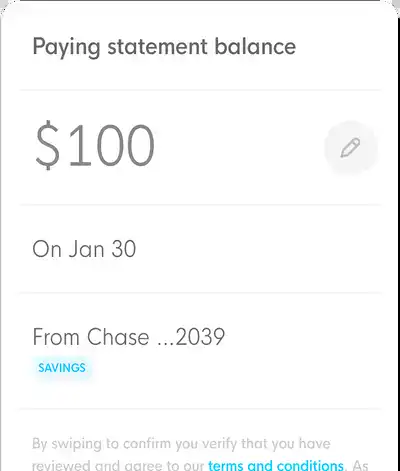 Paying statement balance
$100
On Jan 30
From Chase ...2039
SAVINGS
By swiping to confirm you verify that you have
reviewed and agree to our terms and conditions. As